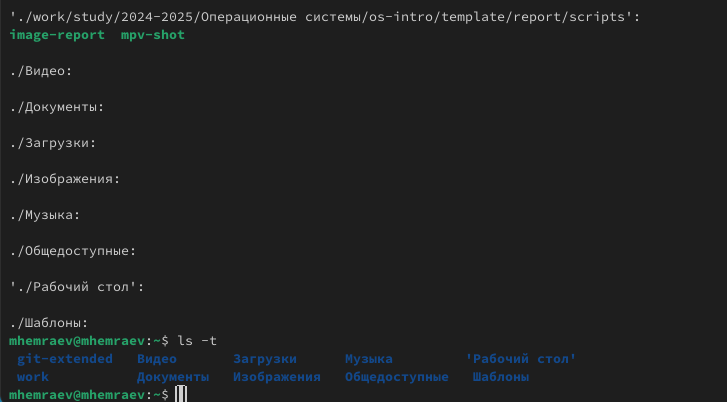 './work/study/2024-2025/Операционные системы/os-intro/template/report/scripts':
image-report  mpv-shot
./Видео:
./Документы:
./Загрузки:
./Изображения:
./Музыка:
./Общедоступные:
'./Рабочий стол':
./Шаблоны:
mhemraev@mhemraev:~$ ls -t
git-extended   Видео       Загрузки      Музыка         'Рабочий стол'
work           Документы   Изображения   Общедоступные   Шаблоны
mhemraev@mhemraev:~$